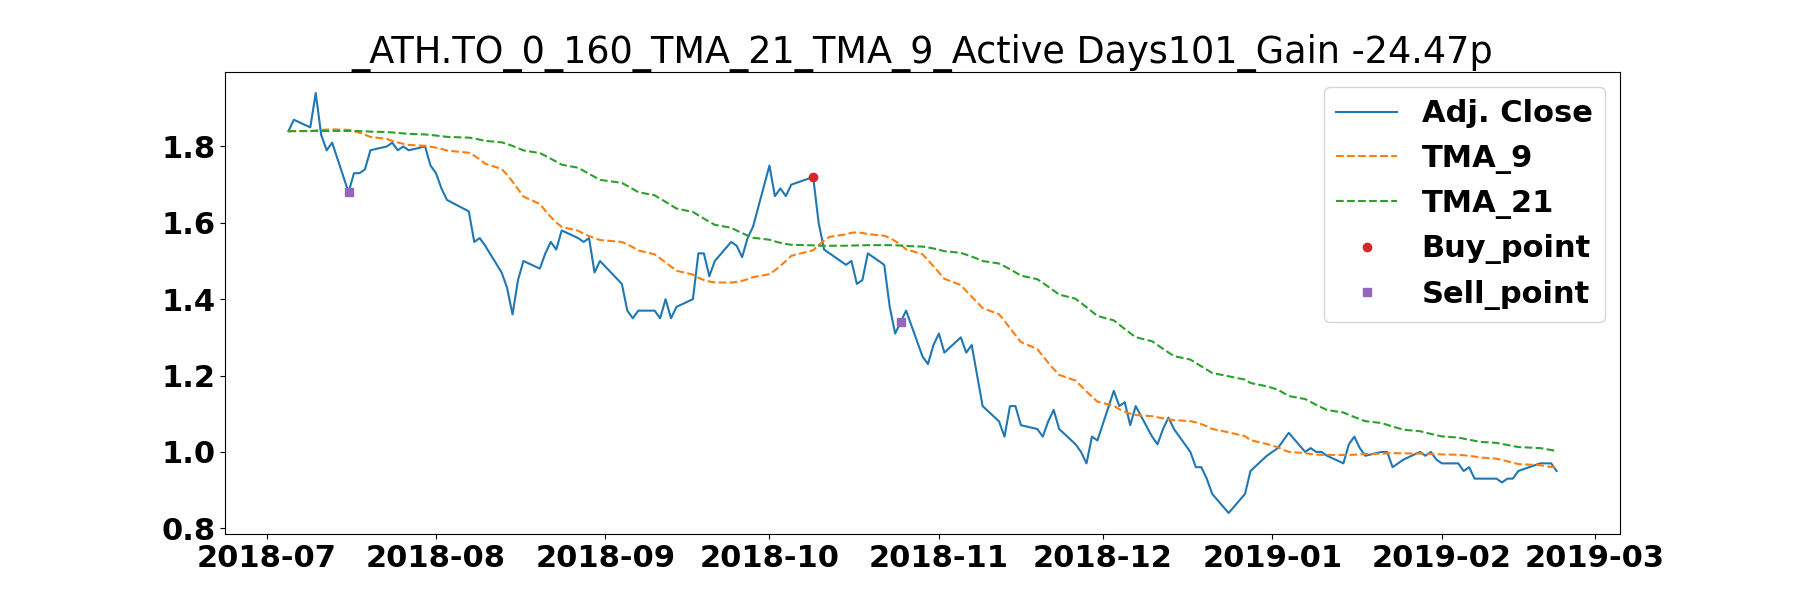 _ATH.TO_0_160_TMA_21_TMA_9_Active Days101_Gain -24.47p
Adj. Close
TMA_9
TMA_21
Buy_point
Sell_point
1.8
1.6
1.4
1.2
1.0
0.8
2018-07 2018-08 2018-09 2018-10 2018-11 2018-12 2019-01 2019-02 2019-03